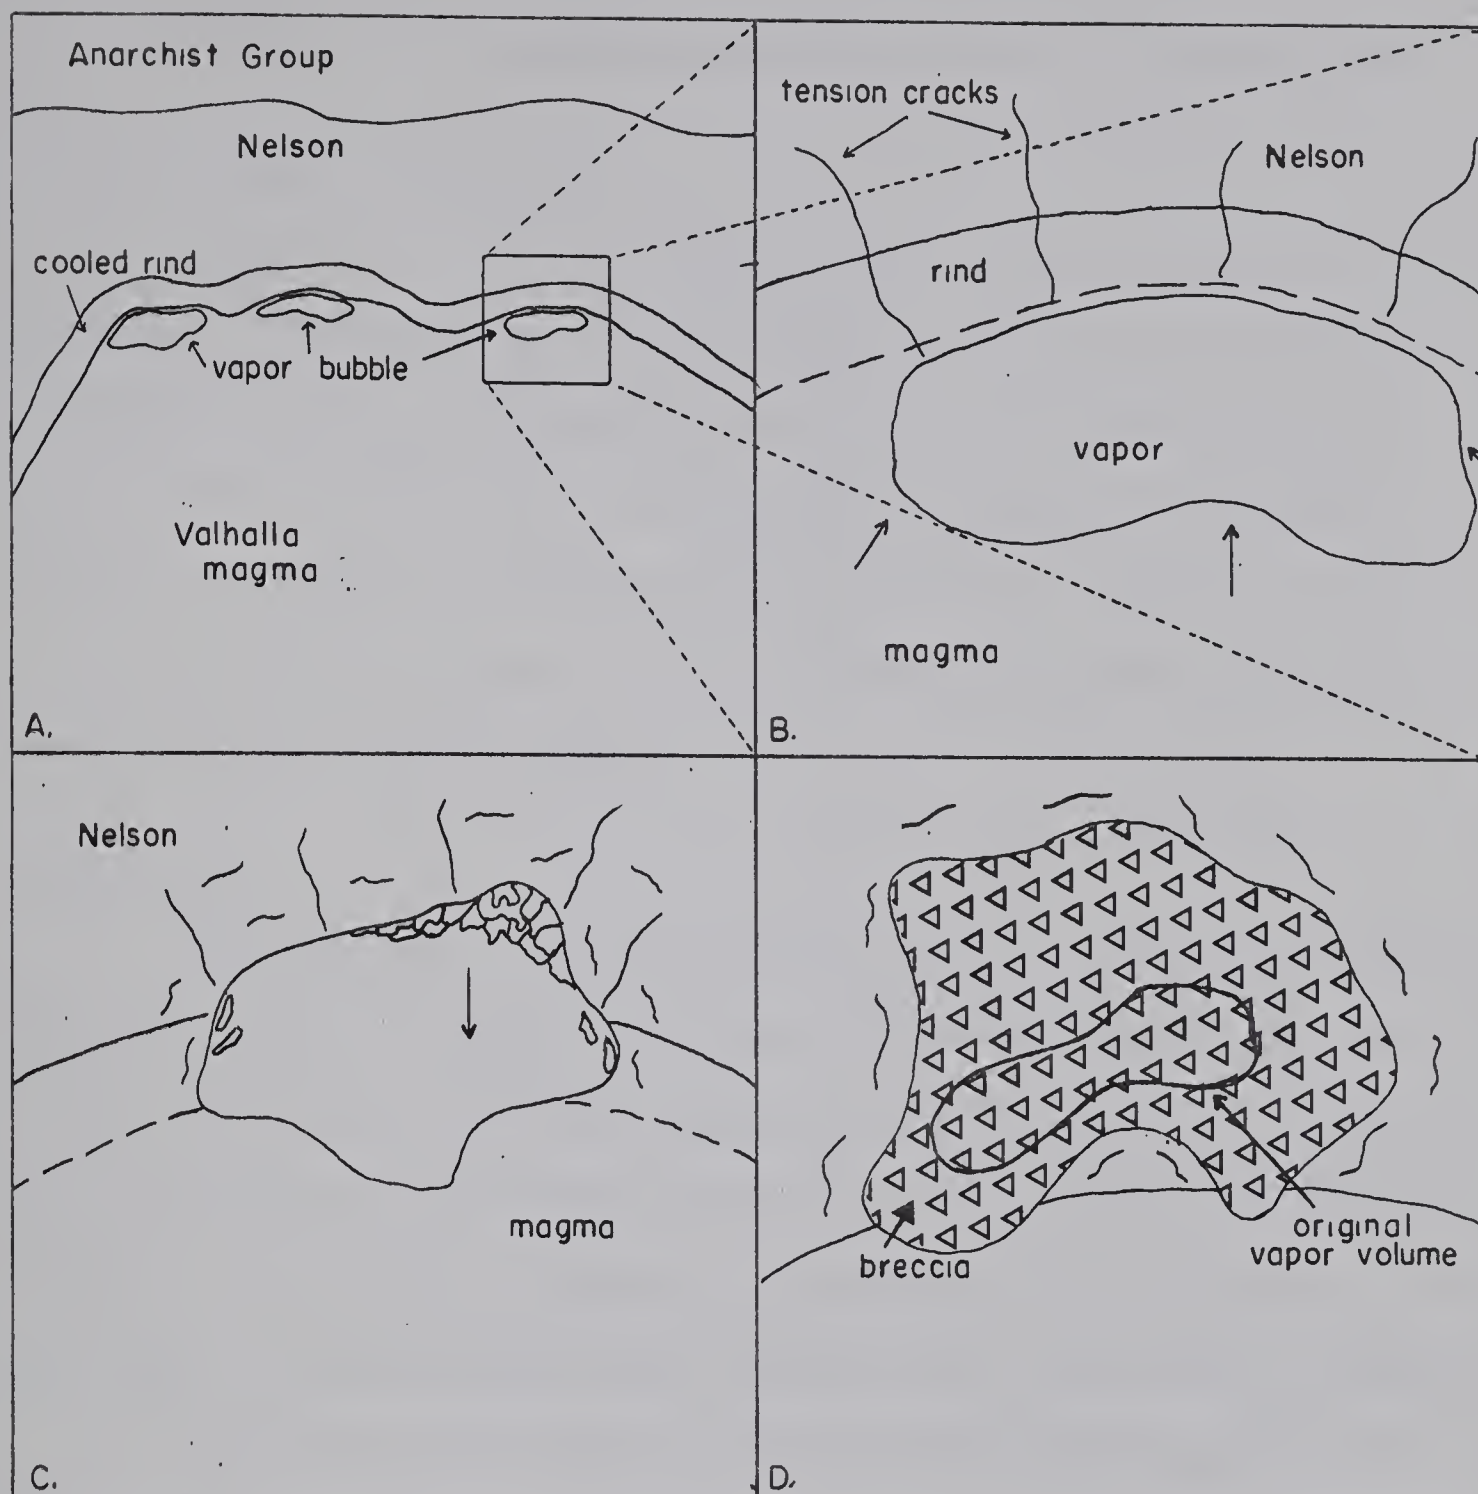 Anarchist Group
Nelson
cooled rind
vapor bubble
Valhalla
magma
A.
tension cracks
Nelson
rind
vapor
magma
B.
Nelson
magma
C.
breccia
original
vapor volume
D.